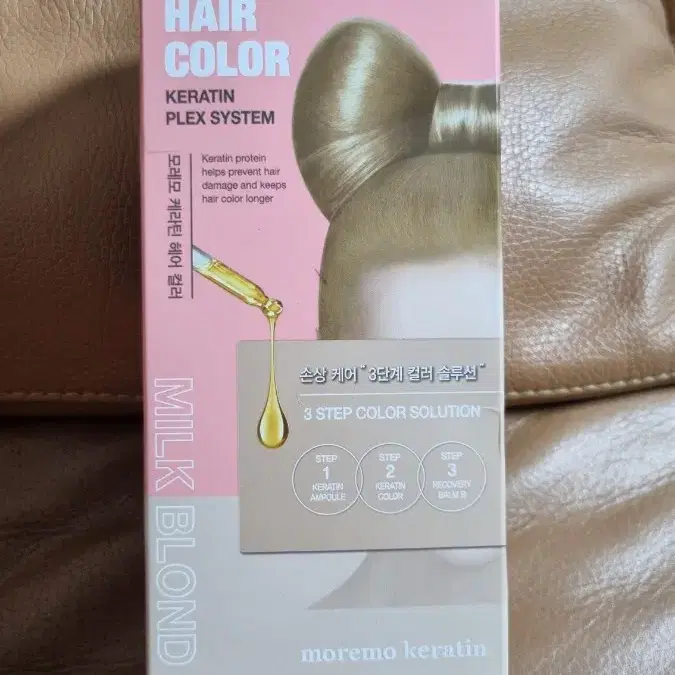 HAIR
COLOR
KERATIN
PLEX SYSTEM
Keratin protein
helps prevent hair
damage and keeps
hair color longer
모레모 케라틴 헤어 컬러
손상 케어 " 3단계 컬러 솔루션 "
3 STEP COLOR SOLUTION
STEP
1
KERATIN
AMPOULE
STEP
2
KERATIN
COLOR
STEP
3
RECOVERY
BALM B
MILK BLOND
moremo keratin